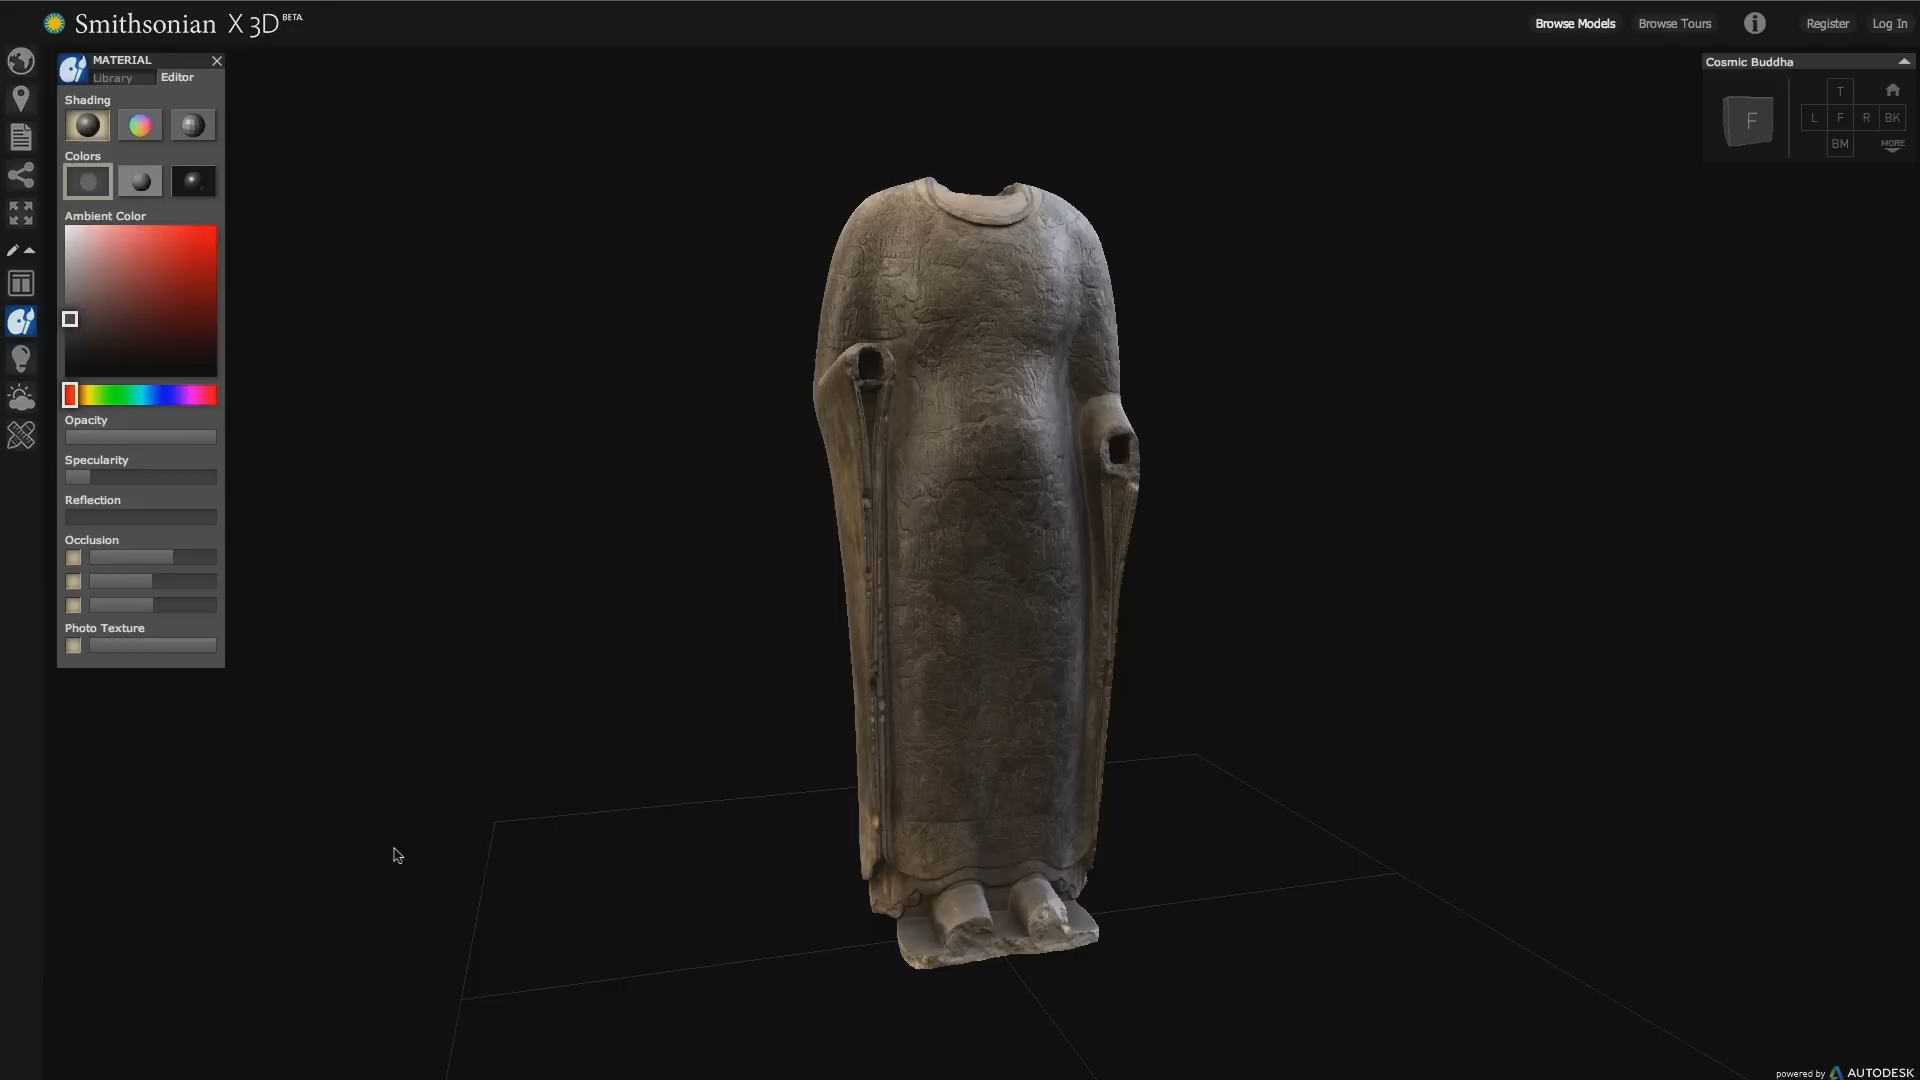 Smithsonian X 3D BETA
Browse Models
Browse Tours
Register
Log In
MATERIAL
Library
Editor
Shading
Colors
Ambient Color
Opacity
Specularity
Reflection
Occlusion
Photo Texture
Cosmic Buddha
F
T
L F R BK
BM
MORE
powered by AUTODESK